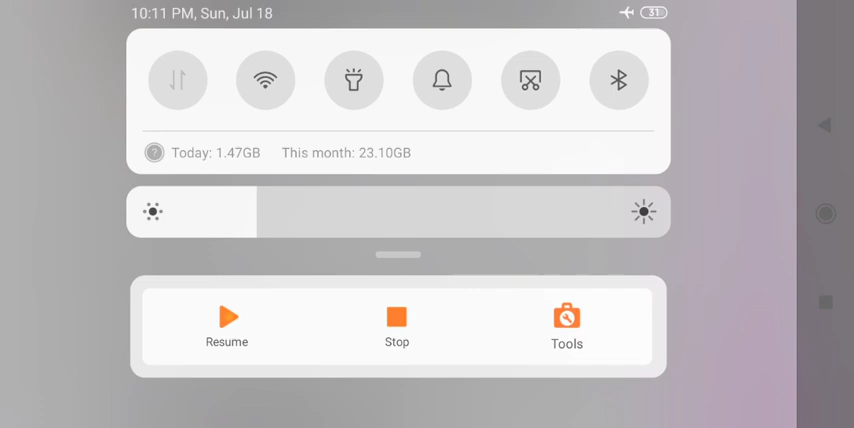 10:11 PM, Sun, Jul 18
31
Today: 1.47GB This month: 23.10GB
Resume Stop Tools